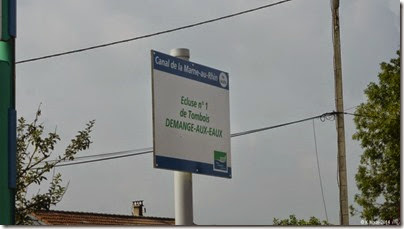 Canal de la Marne-au-Rhin
Ecluse n° 1
de Tombois
DEMANGE-AUX-EAUX